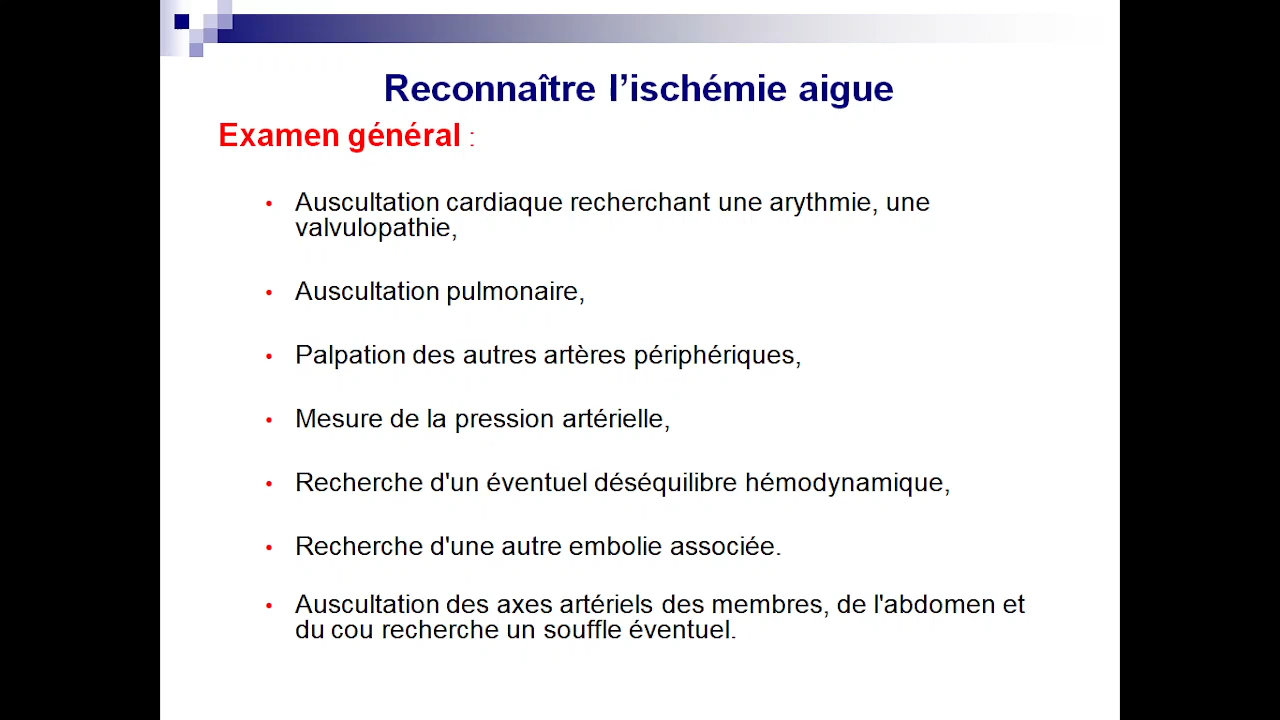 Reconnaître l’ischémie aigue
Examen général :
• Auscultation cardiaque recherchant une arythmie, une
valvulopathie,
• Auscultation pulmonaire,
• Palpation des autres artères périphériques,
• Mesure de la pression artérielle,
• Recherche d'un éventuel déséquilibre hémodynamique,
• Recherche d'une autre embolie associée.
• Auscultation des axes artériels des membres, de l'abdomen et
du cou recherche un souffle éventuel.